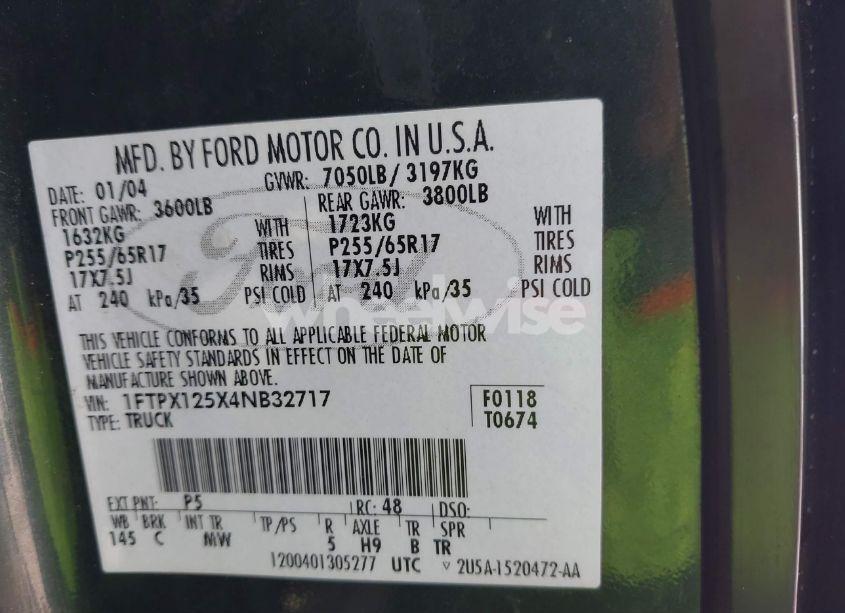 MFD. BY FORD MOTOR CO. IN U.S.A.
DATE: 01/04 GVWR: 7050LB / 3197KG
FRONT GAWR: 3600LB REAR GAWR: 3800LB
1632KG WITH 1723KG WITH
P255/65R17 TIRES P255/65R17 TIRES
17X7.5J RIMS 17X7.5J RIMS
AT 240 kPa/35 PSI COLD AT 240 kPa/35 PSI COLD
Ford
wheelwise
THIS VEHICLE CONFORMS TO ALL APPLICABLE FEDERAL MOTOR
VEHICLE SAFETY STANDARDS IN EFFECT ON THE DATE OF
MANUFACTURE SHOWN ABOVE.
VIN: 1FTPX125X4NB32717 F0118
TYPE: TRUCK T0674
EXT PNT: P5 RC: 48 DSO:
WB BRK INT TR TP/PS R AXLE TR SPR
145 C MW 5 H9 B TR
1200401305277 UTC ▽ 2U5A-1520472-AA